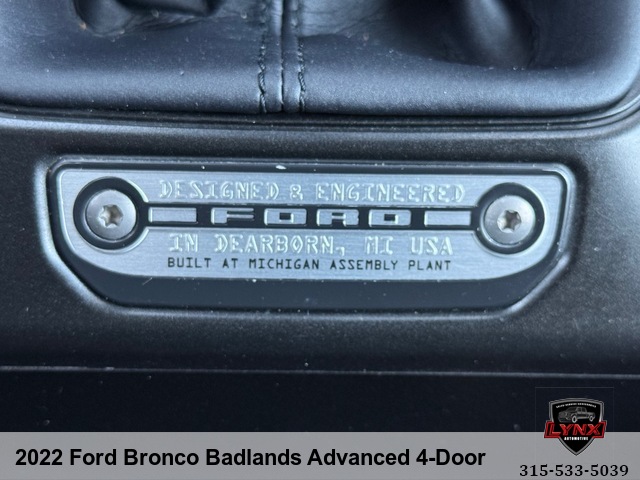 DESIGNED & ENGINEERED
FORD
IN DEARBORN, MI USA
BUILT AT MICHIGAN ASSEMBLY PLANT
LYNX
AUTOMOTIVE
2022 Ford Bronco Badlands Advanced 4-Door
315-533-5039